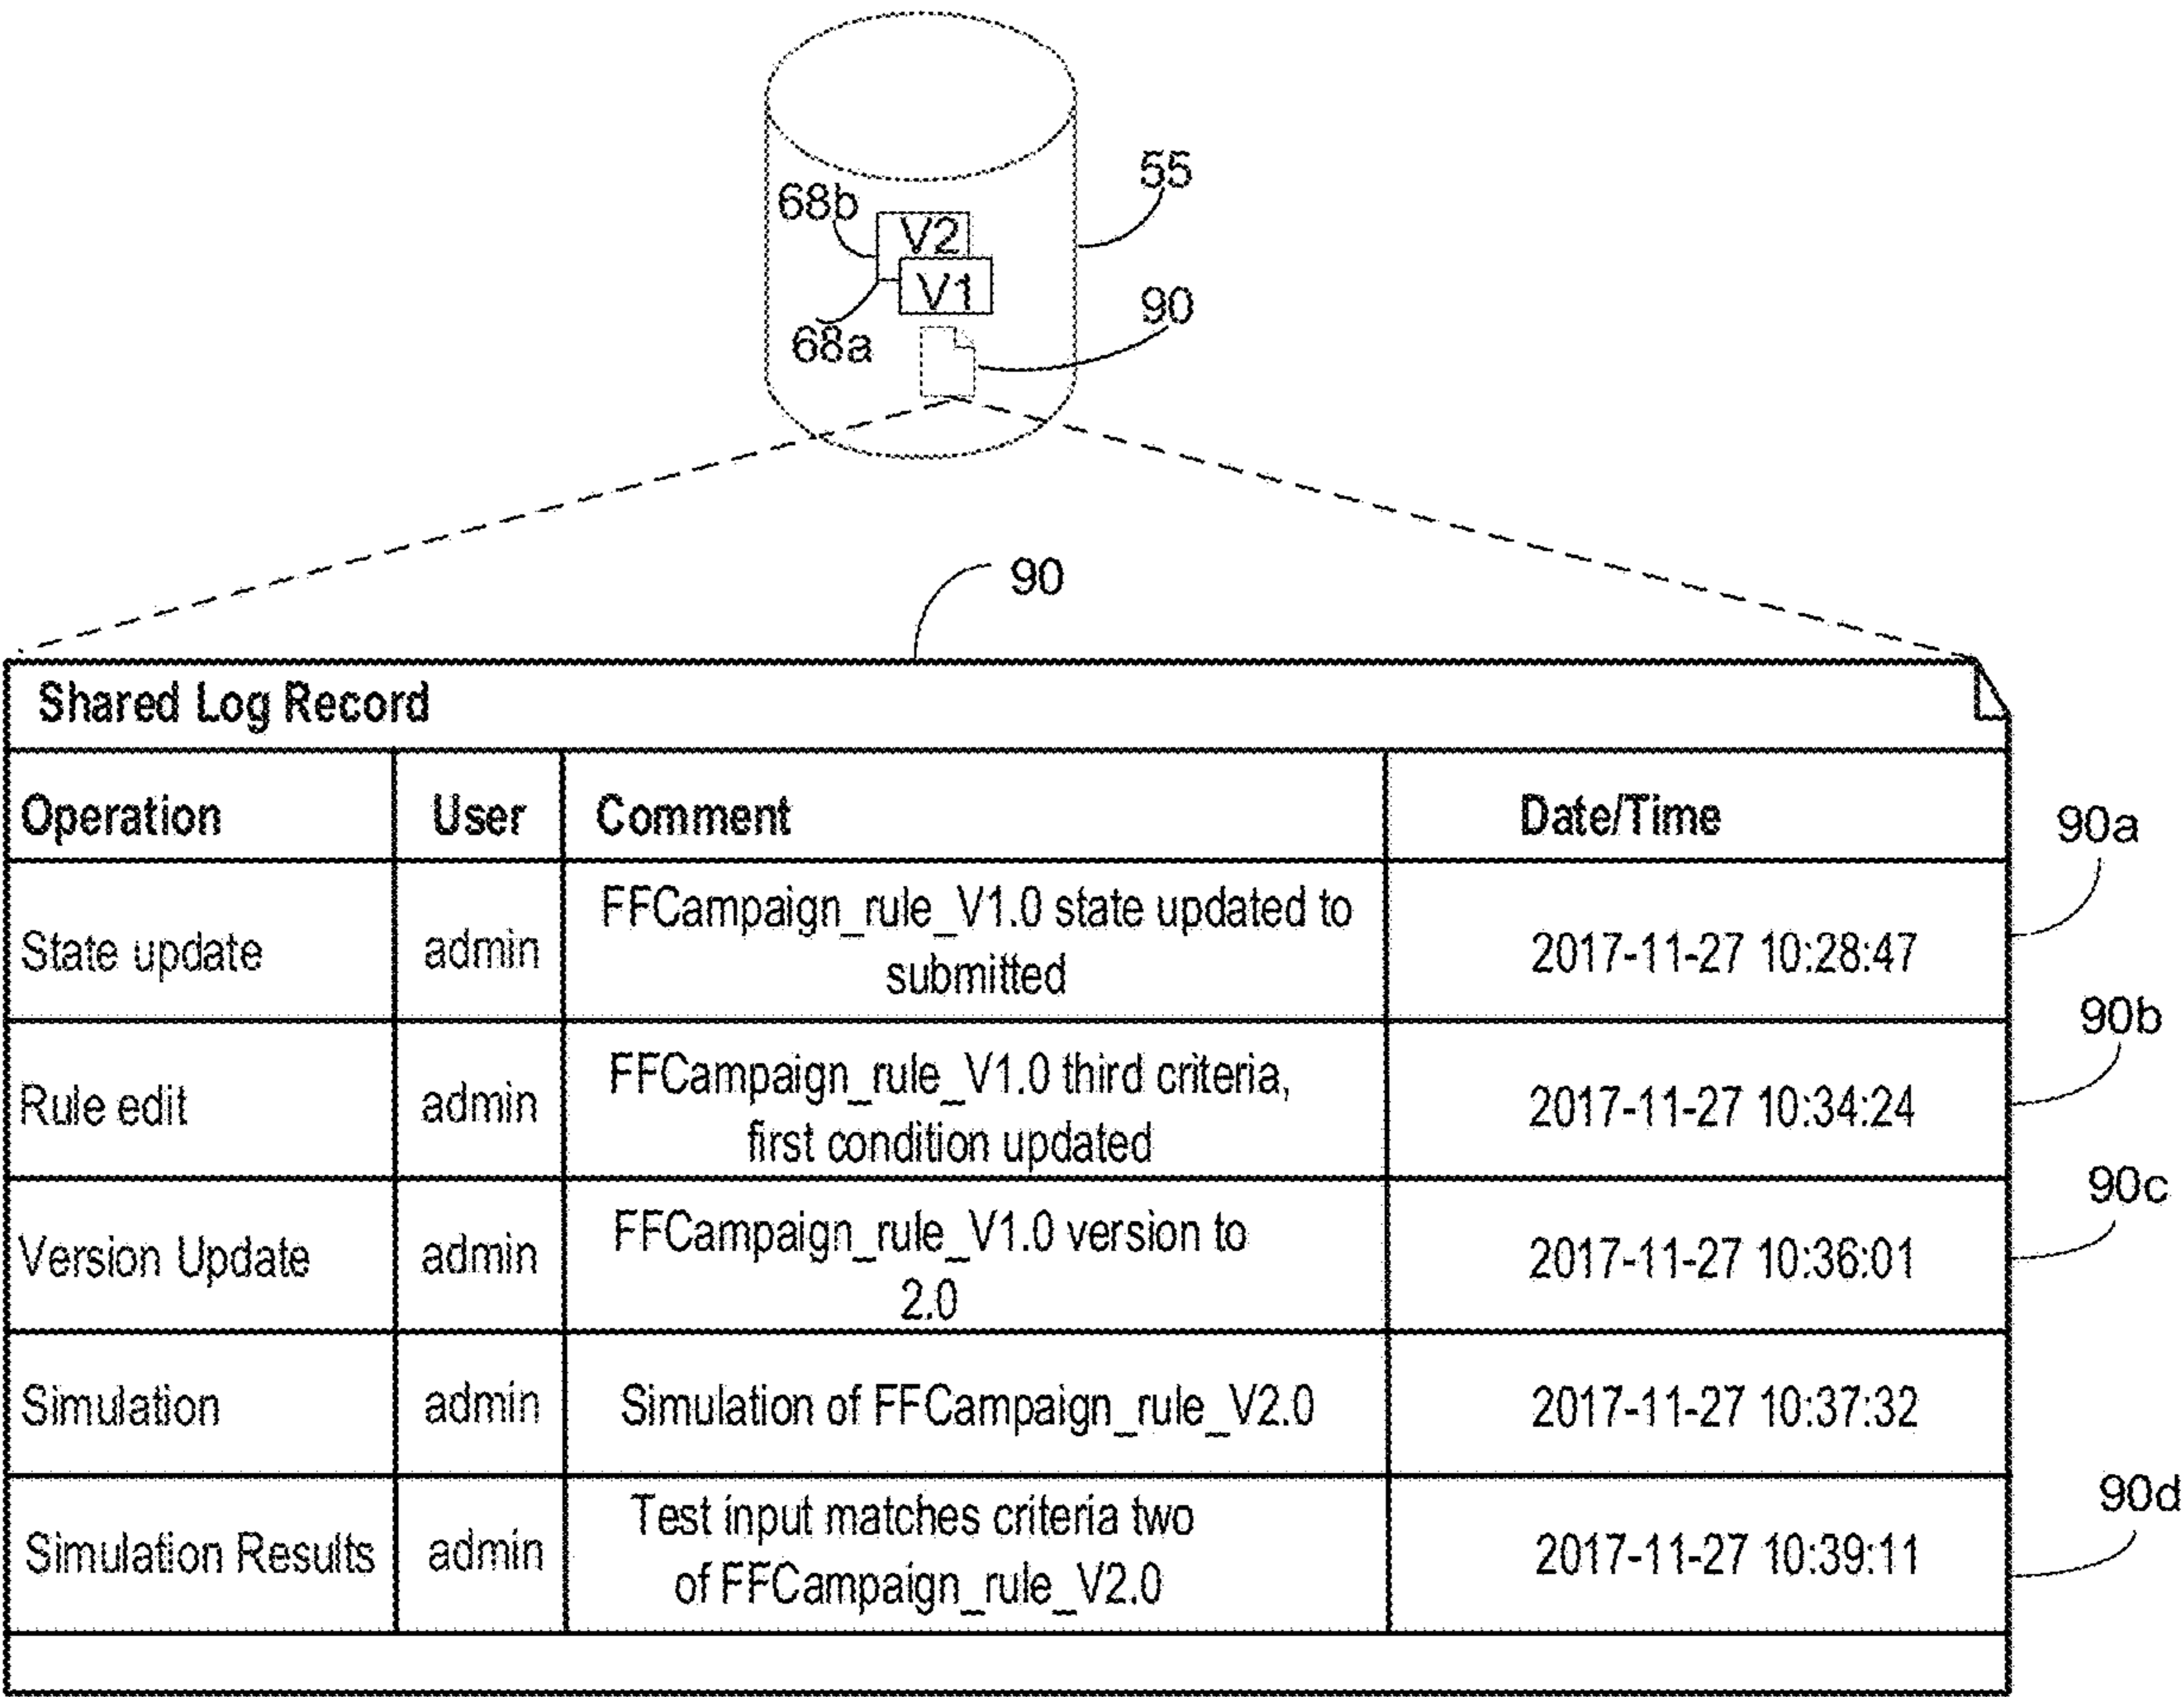 55
68b
V2
V1
90
68a
90
Shared Log Record
Operation User Comment Date/Time
90a
State update admin FFCampaign_rule_V1.0 state updated to
submitted 2017-11-27 10:28:47
90b
Rule edit admin FFCampaign_rule_V1.0 third criteria,
first condition updated 2017-11-27 10:34:24
90c
Version Update admin FFCampaign_rule_V1.0 version to
2.0 2017-11-27 10:36:01
Simulation admin Simulation of FFCampaign_rule_V2.0 2017-11-27 10:37:32
90d
Simulation Results admin Test input matches criteria two
of FFCampaign_rule_V2.0 2017-11-27 10:39:11